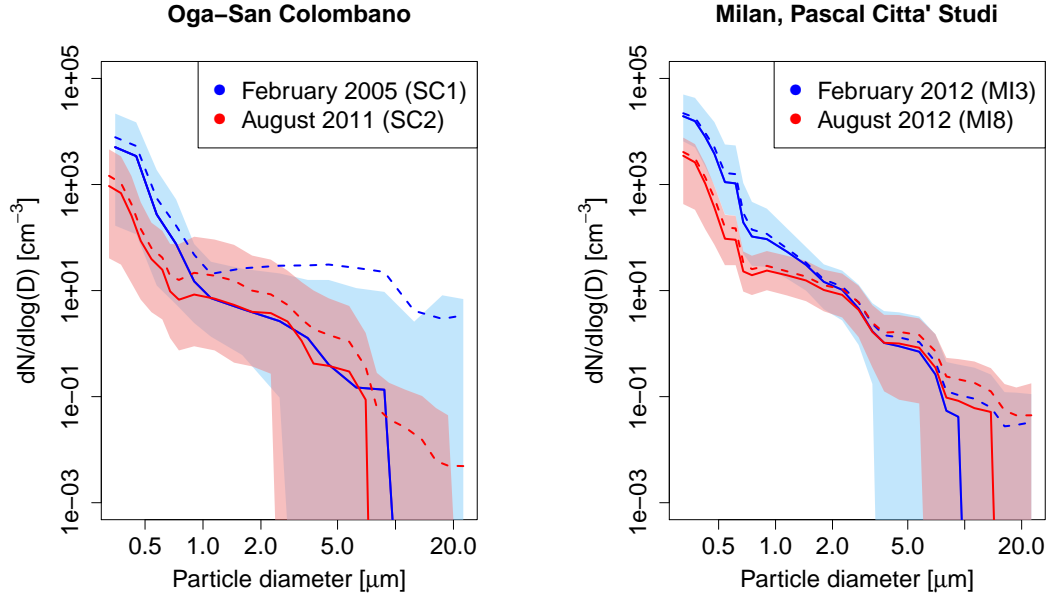 Oga−San Colombano
dN/dlog(D) [cm−3]
1e+05
1e+03
1e+01
1e−01
1e−03
February 2005 (SC1)
August 2011 (SC2)
0.5 1.0 2.0 5.0 20.0
Particle diameter [μm]
Milan, Pascal Citta' Studi
dN/dlog(D) [cm−3]
1e+05
1e+03
1e+01
1e−01
1e−03
February 2012 (MI3)
August 2012 (MI8)
0.5 1.0 2.0 5.0 20.0
Particle diameter [μm]